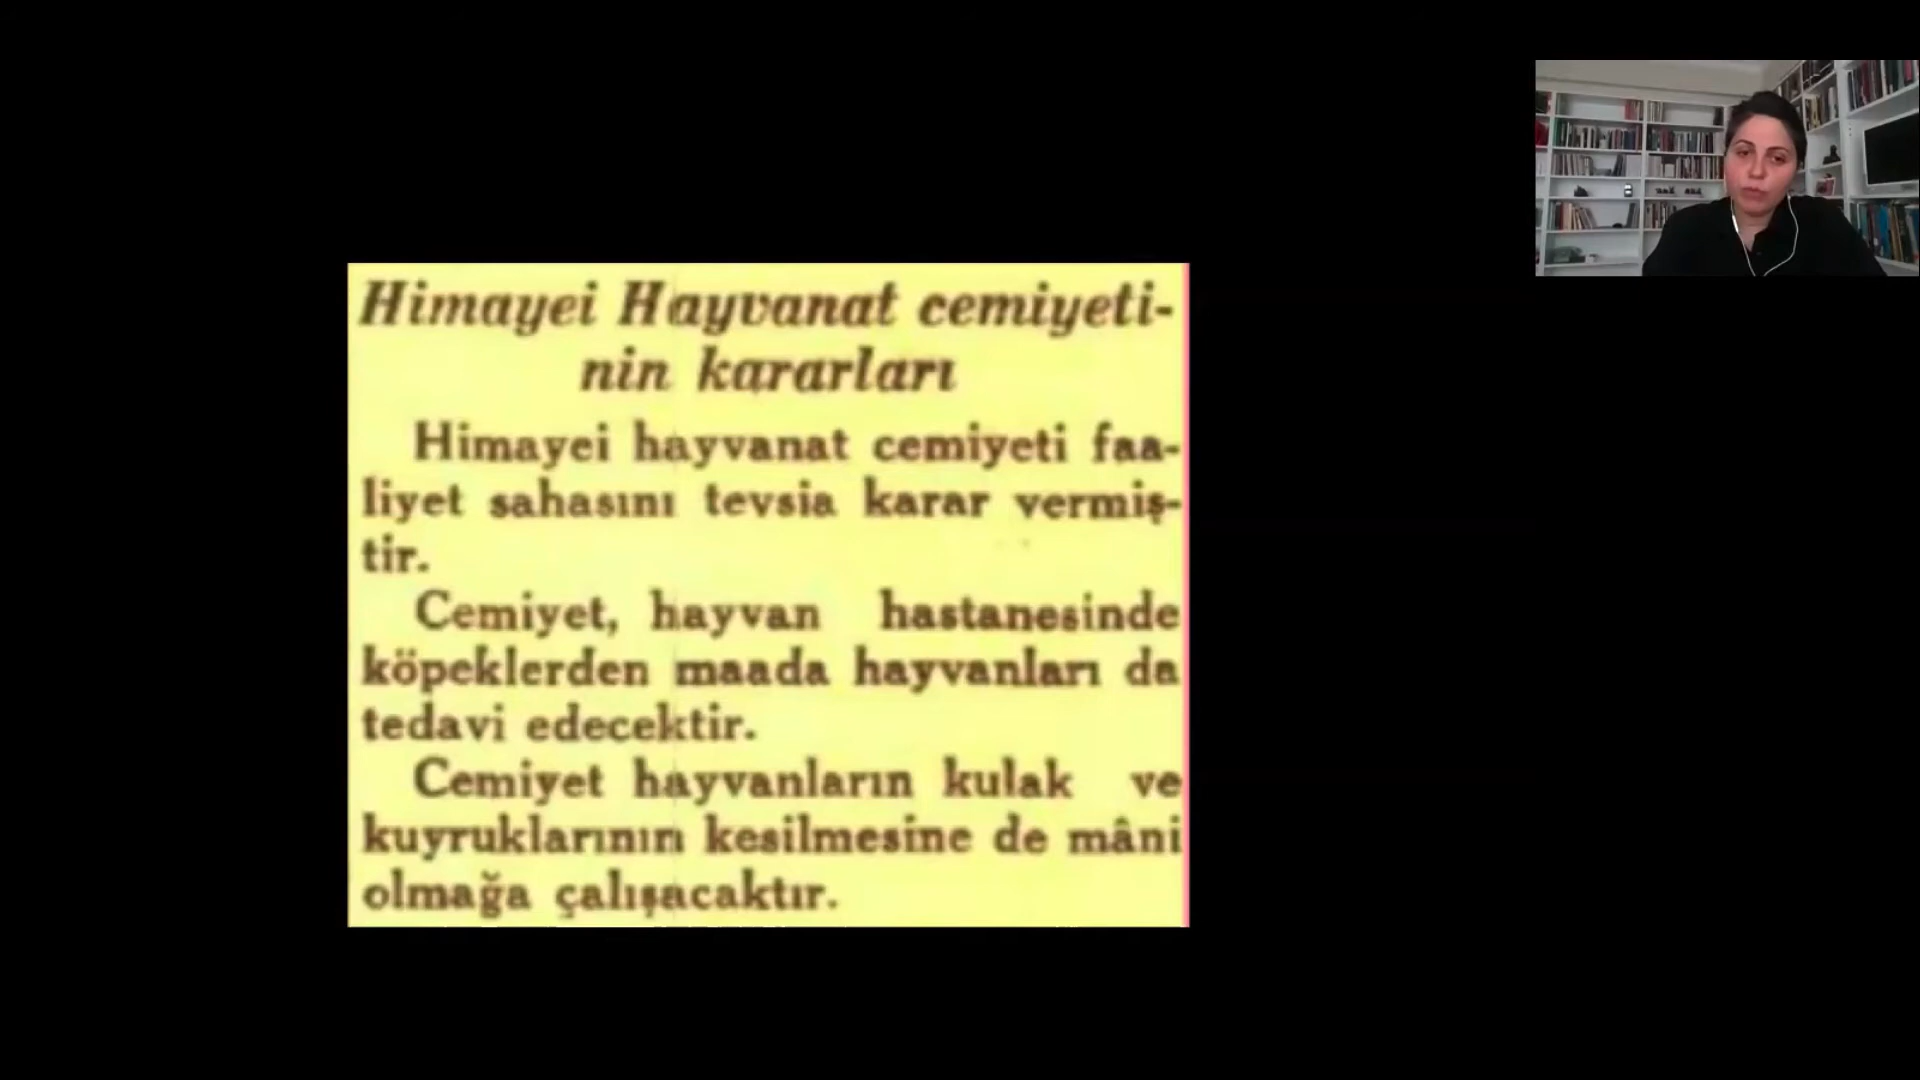 Himayei Hayvanat cemiyeti-
nin kararları
Himayei hayvanat cemiyeti faa-
liyet sahasını tevsia karar vermiş-
tir.
Cemiyet, hayvan hastanesinde
köpeklerden maada hayvanları da
tedavi edecektir.
Cemiyet hayvanların kulak ve
kuyruklarının kesilmesine de mâni
olmağa çalışacaktır.